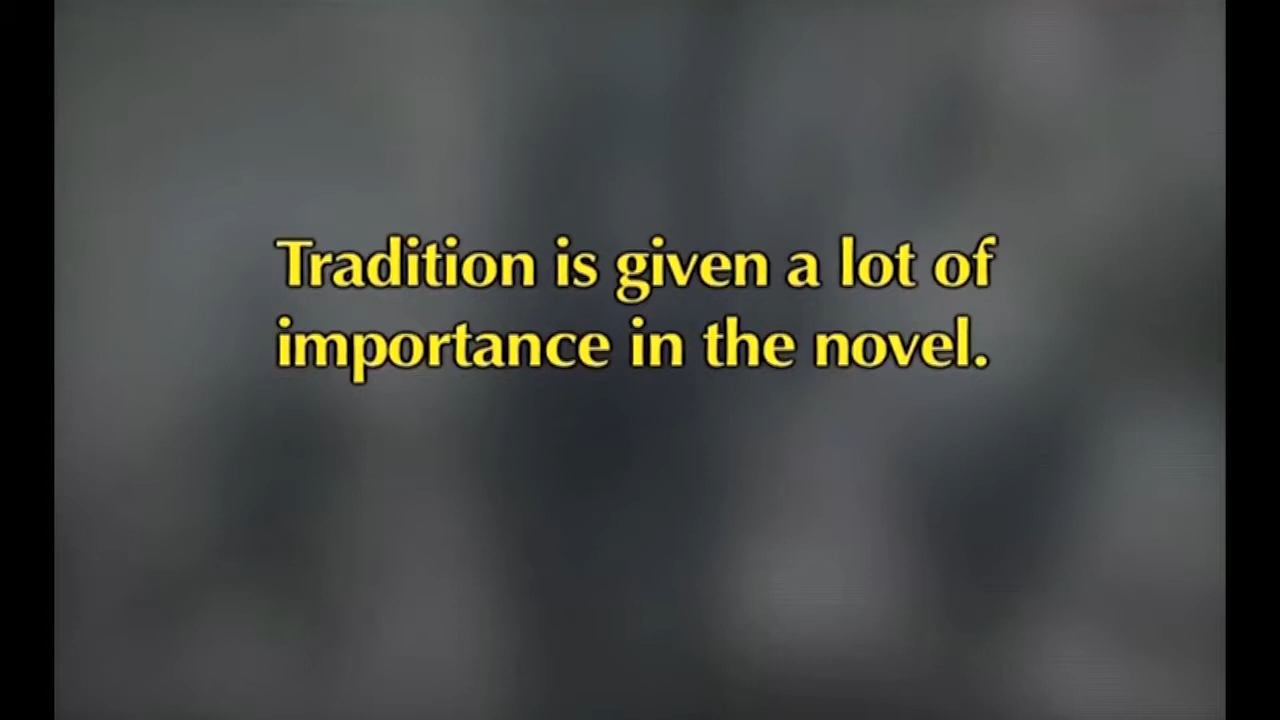 Tradition is given a lot of
importance in the novel.